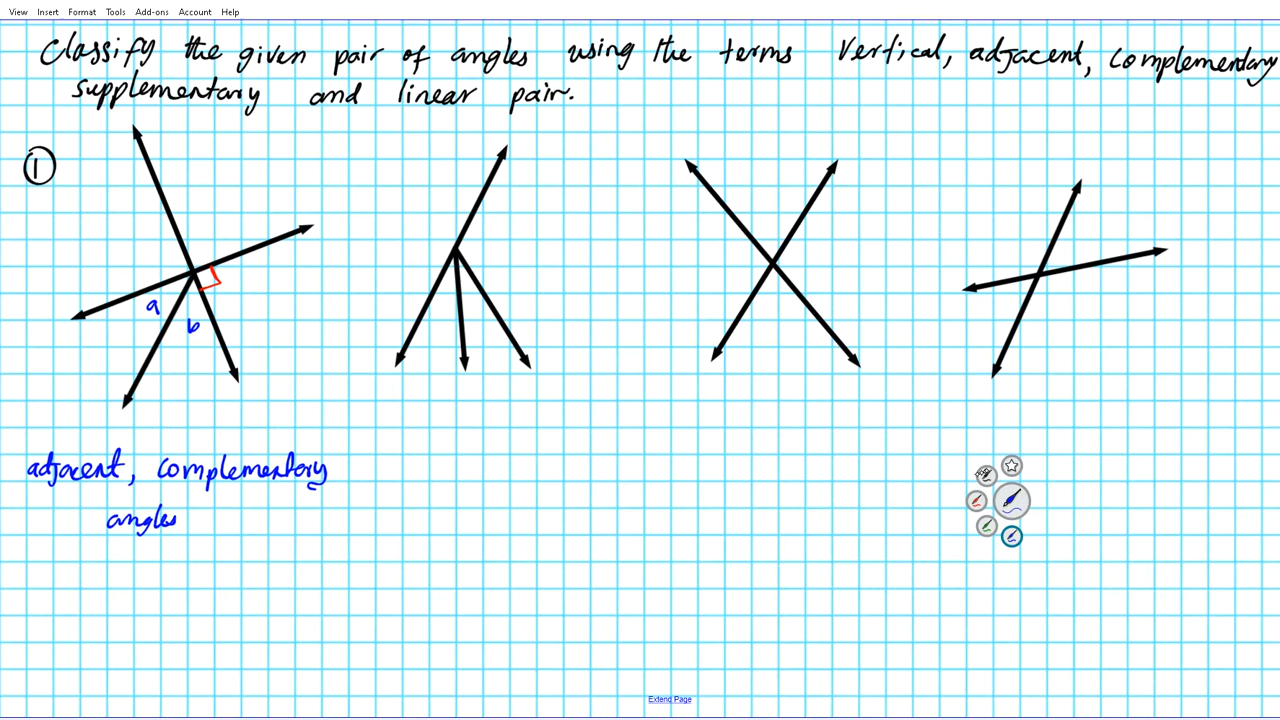 View Insert Format Tools Add-ons Account Help
Classify the given pair of angles using the terms Vertical, adjacent, complementary
supplementary and linear pair.
1
a
b
adjacent, complementary
angles
Extend Page